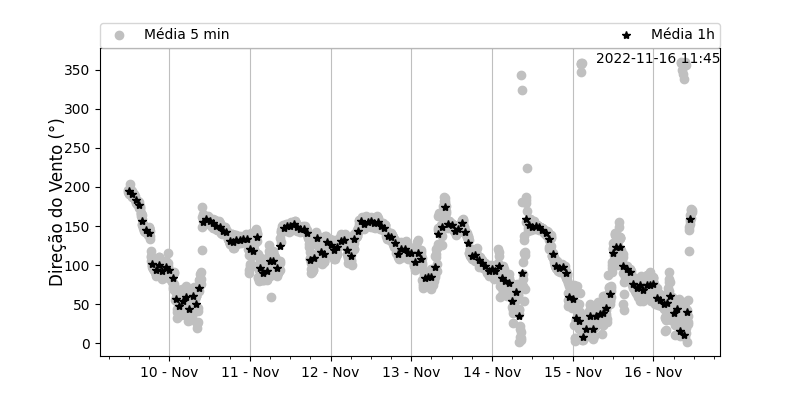 Média 5 min
Média 1h
2022-11-16 11:45
Direção do Vento (°)
350
300
250
200
150
100
50
0
10 - Nov
11 - Nov
12 - Nov
13 - Nov
14 - Nov
15 - Nov
16 - Nov